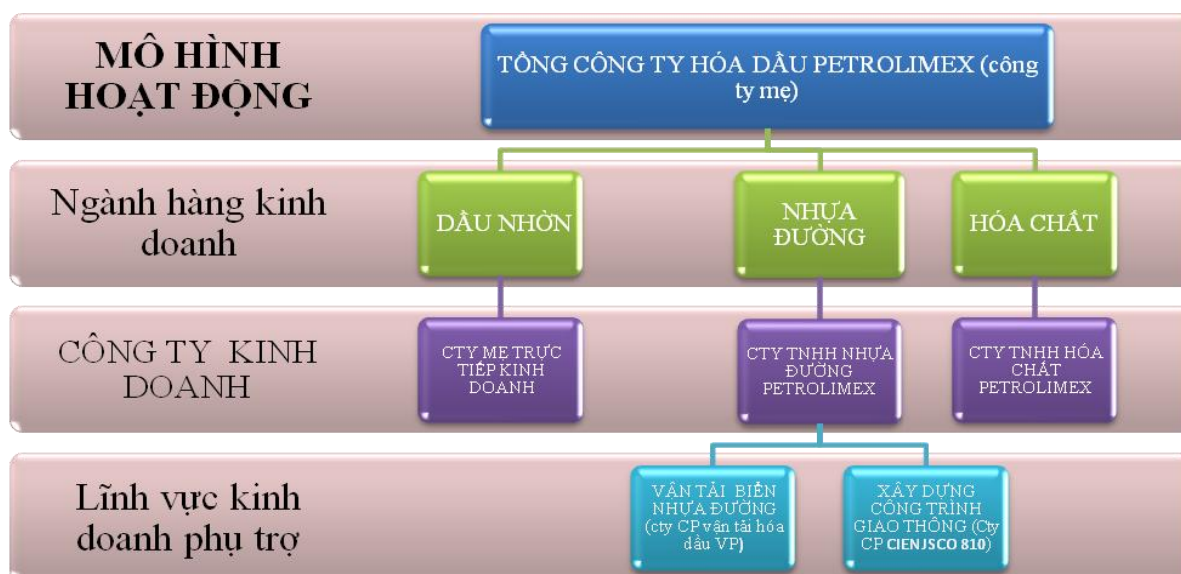 MÔ HÌNH
HOẠT ĐỘNG
TỔNG CÔNG TY HÓA DẦU PETROLIMEX (công
ty mẹ)
Ngành hàng kinh
doanh
DẦU NHỜN
NHỰA
ĐƯỜNG
HÓA CHẤT
CÔNG TY KINH
DOANH
CTY MẸ TRỰC
TIẾP KINH
DOANH
CTY TNHH NHỰA
ĐƯỜNG
PETROLIMEX
CTY TNHH HÓA
CHẤT
PETROLIMEX
Lĩnh vực kinh
doanh phụ trợ
VẬN TẢI BIỂN
NHỰA ĐƯỜNG
(cty CP vận tải hóa
dầu VP)
XÂY DỰNG
CÔNG TRÌNH
GIAO THÔNG (Cty
CP CIENJSCO 810)